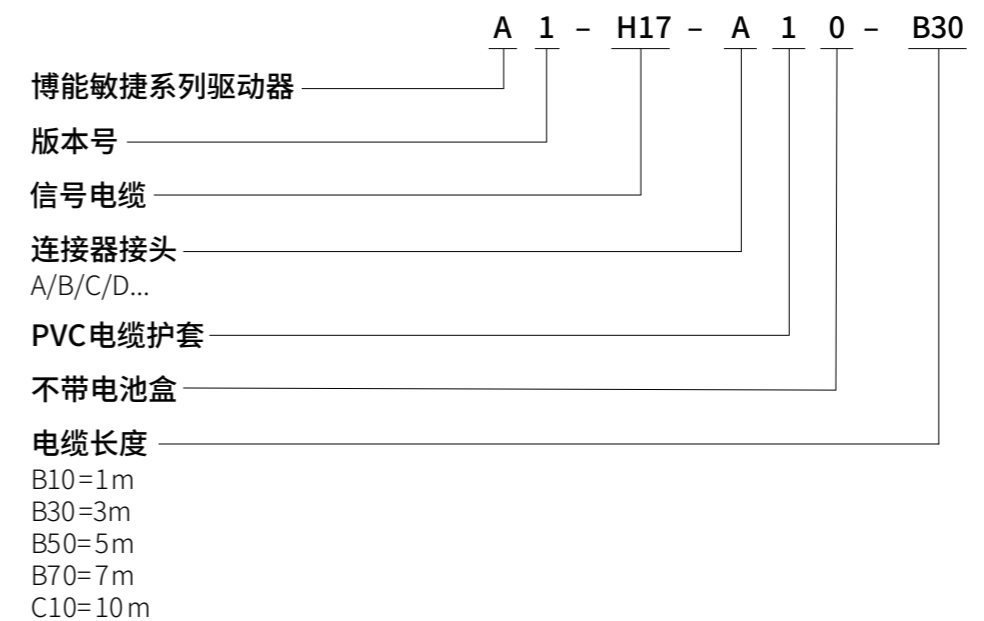 A 1 - H17 - A 1 0 - B30
博能敏捷系列驱动器
版本号
信号电缆
连接器接头
A/B/C/D...
PVC电缆护套
不带电池盒
电缆长度
B10=1m
B30=3m
B50=5m
B70=7m
C10=10m